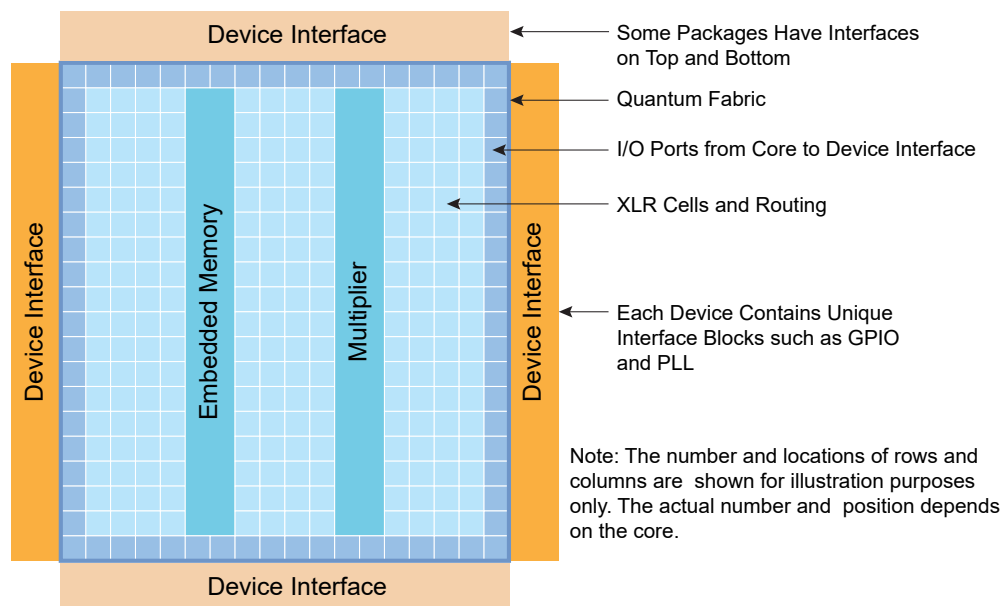 Device Interface
Some Packages Have Interfaces
on Top and Bottom
Quantum Fabric
I/O Ports from Core to Device Interface
XLR Cells and Routing
Device Interface
Embedded Memory
Multiplier
Device Interface
Each Device Contains Unique
Interface Blocks such as GPIO
and PLL
Note: The number and locations of rows and
columns are  shown for illustration purposes
only. The actual number and  position depends
on the core.
Device Interface